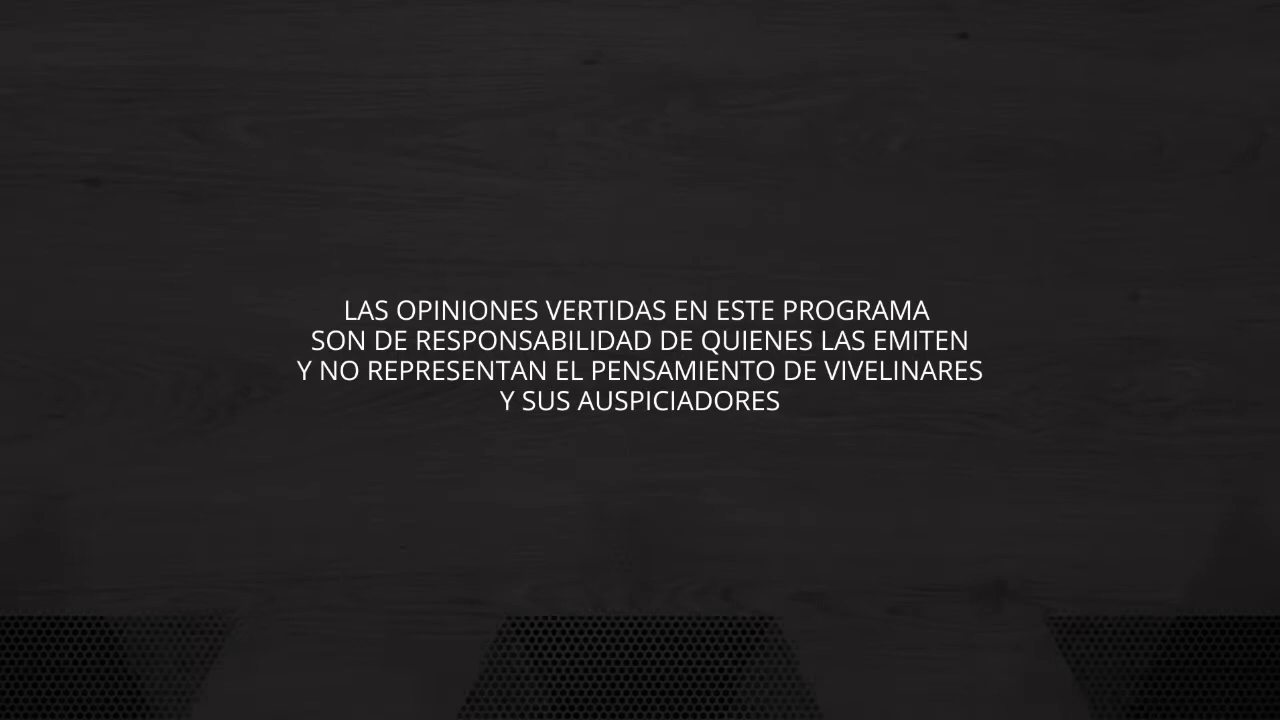 LAS OPINIONES VERTIDAS EN ESTE PROGRAMA
SON DE RESPONSABILIDAD DE QUIENES LAS EMITEN
Y NO REPRESENTAN EL PENSAMIENTO DE VIVELINARES
Y SUS AUSPICIADORES